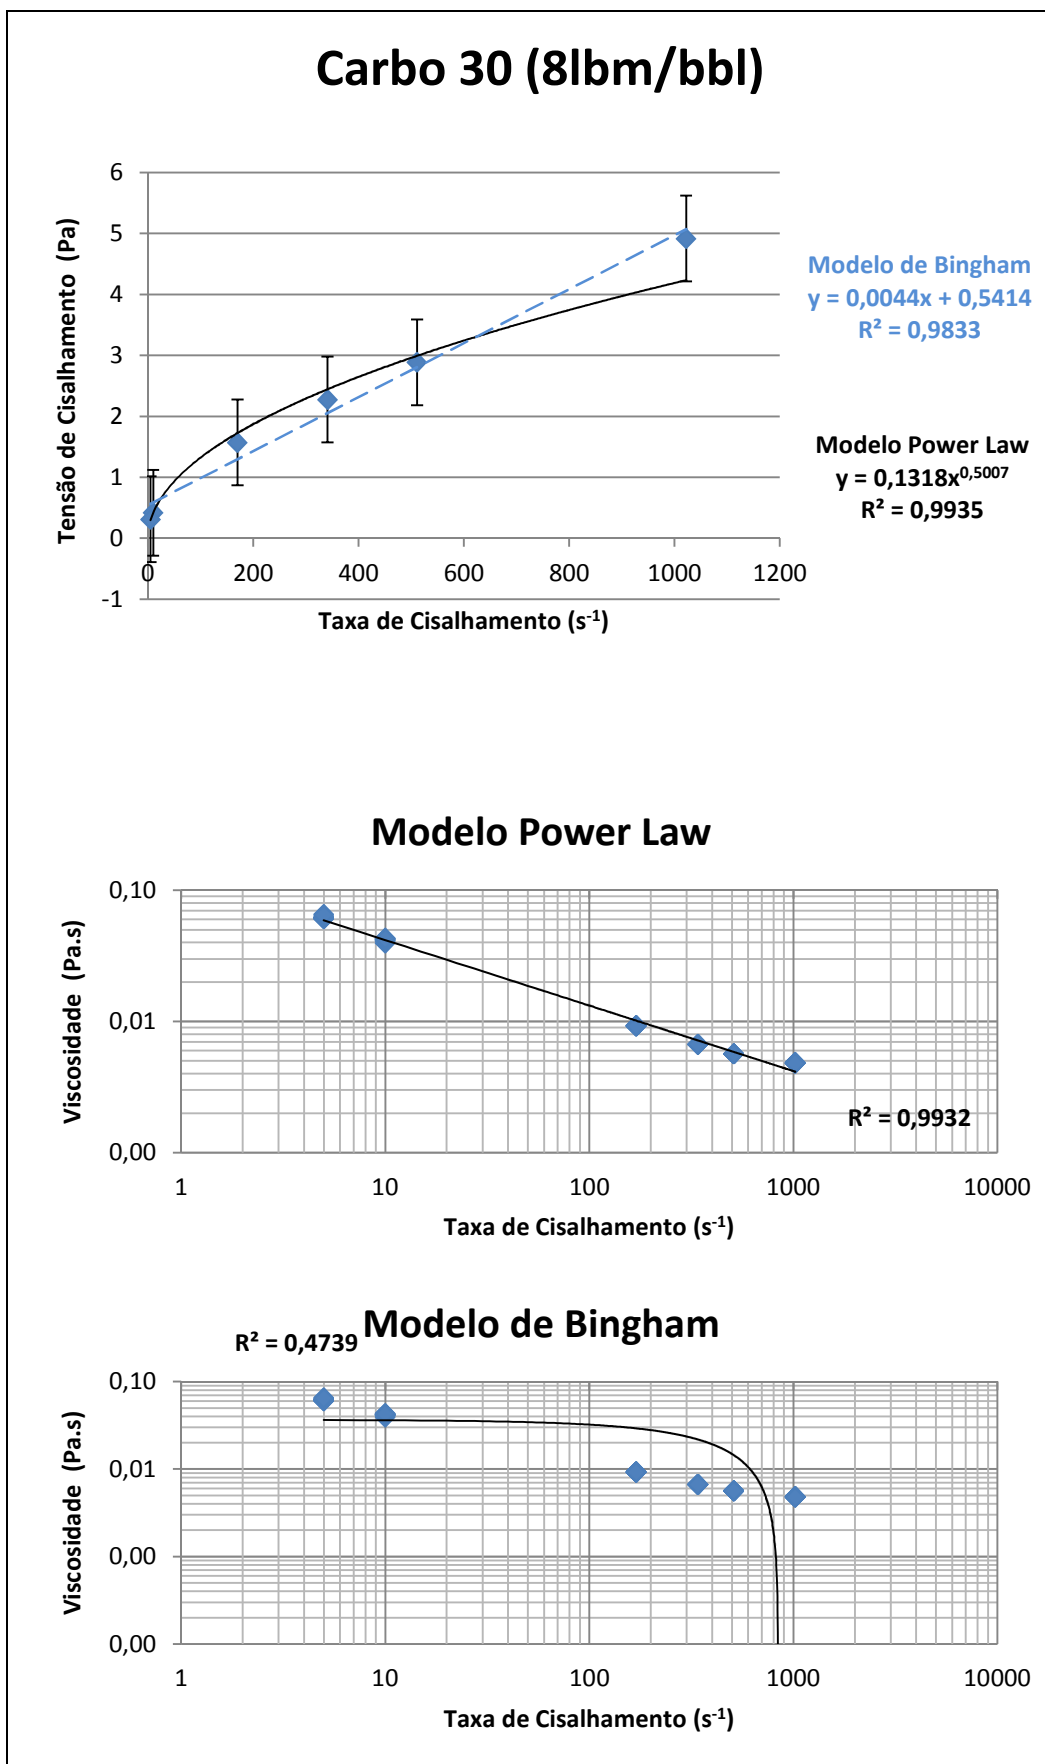 Carbo 30 (8lbm/bbl)
6
5
4
3
2
1
0
-1
0 200 400 600 800 1000 1200
Tensão de Cisalhamento (Pa)
Taxa de Cisalhamento (s⁻¹)
Modelo de Bingham
y = 0,0044x + 0,5414
R² = 0,9833
Modelo Power Law
y = 0,1318x⁰,⁵⁰⁰⁷
R² = 0,9935
Modelo Power Law
0,10
0,01
0,00
1 10 100 1000 10000
Viscosidade (Pa.s)
Taxa de Cisalhamento (s⁻¹)
R² = 0,9932
Modelo de Bingham
R² = 0,4739
0,10
0,01
0,00
0,00
1 10 100 1000 10000
Viscosidade (Pa.s)
Taxa de Cisalhamento (s⁻¹)